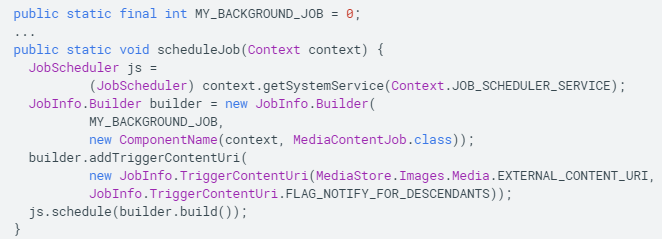 public static final int MY_BACKGROUND_JOB = 0;
...
public static void scheduleJob(Context context) {
  JobScheduler js =
          (JobScheduler) context.getSystemService(Context.JOB_SCHEDULER_SERVICE);
  JobInfo.Builder builder = new JobInfo.Builder(
          MY_BACKGROUND_JOB,
          new ComponentName(context, MediaContentJob.class));
  builder.addTriggerContentUri(
          new JobInfo.TriggerContentUri(MediaStore.Images.Media.EXTERNAL_CONTENT_URI,
          JobInfo.TriggerContentUri.FLAG_NOTIFY_FOR_DESCENDANTS));
  js.schedule(builder.build());
}